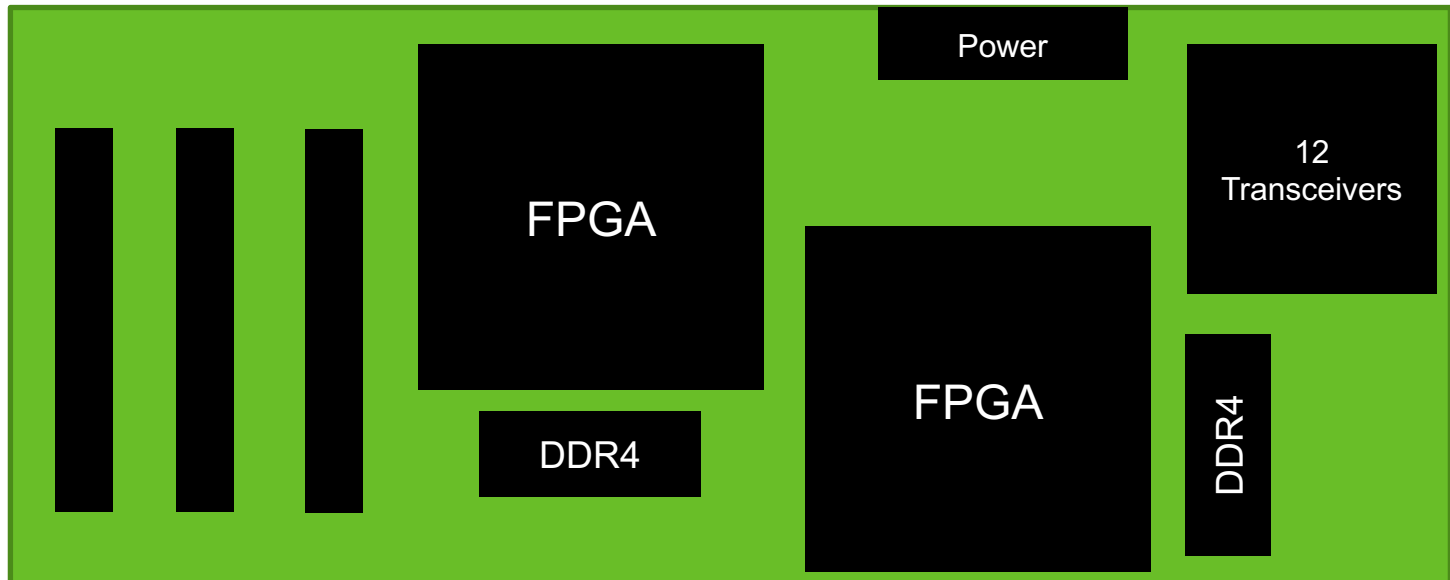 Power
12
Transceivers
FPGA
FPGA
DDR4
DDR4